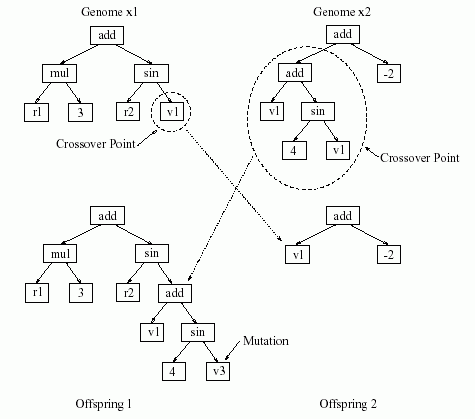 Genome x1 Genome x2
add add
mul sin add -2
r1 3 r2 v1 v1 sin
Crossover Point 4 v1 Crossover Point
add add
mul sin v1 -2
r1 3 r2 add
v1 sin Mutation
4 v3
Offspring 1 Offspring 2